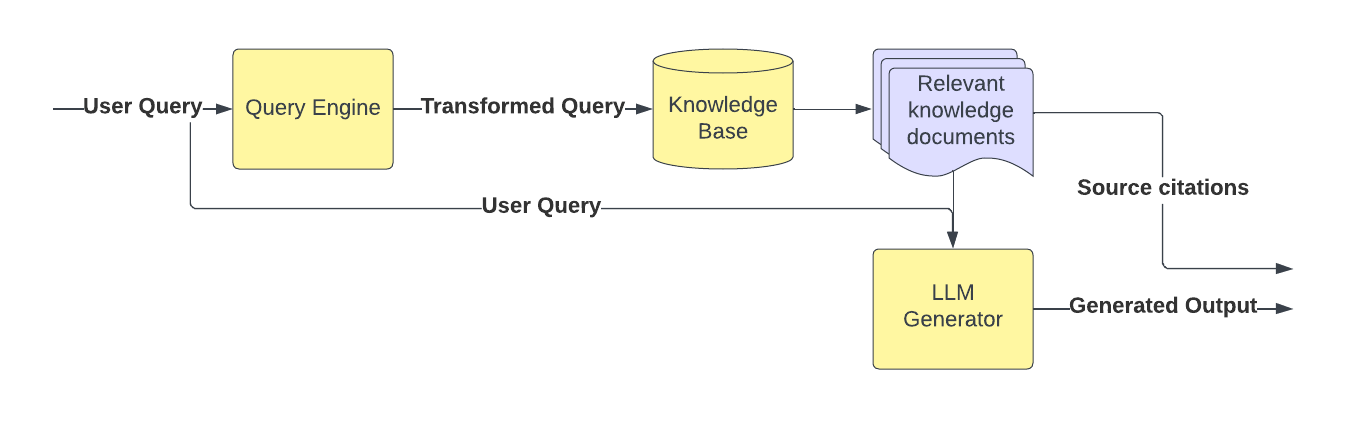 User Query
Query Engine
Transformed Query
Knowledge
Base
Relevant
knowledge
documents
Source citations
User Query
LLM
Generator
Generated Output